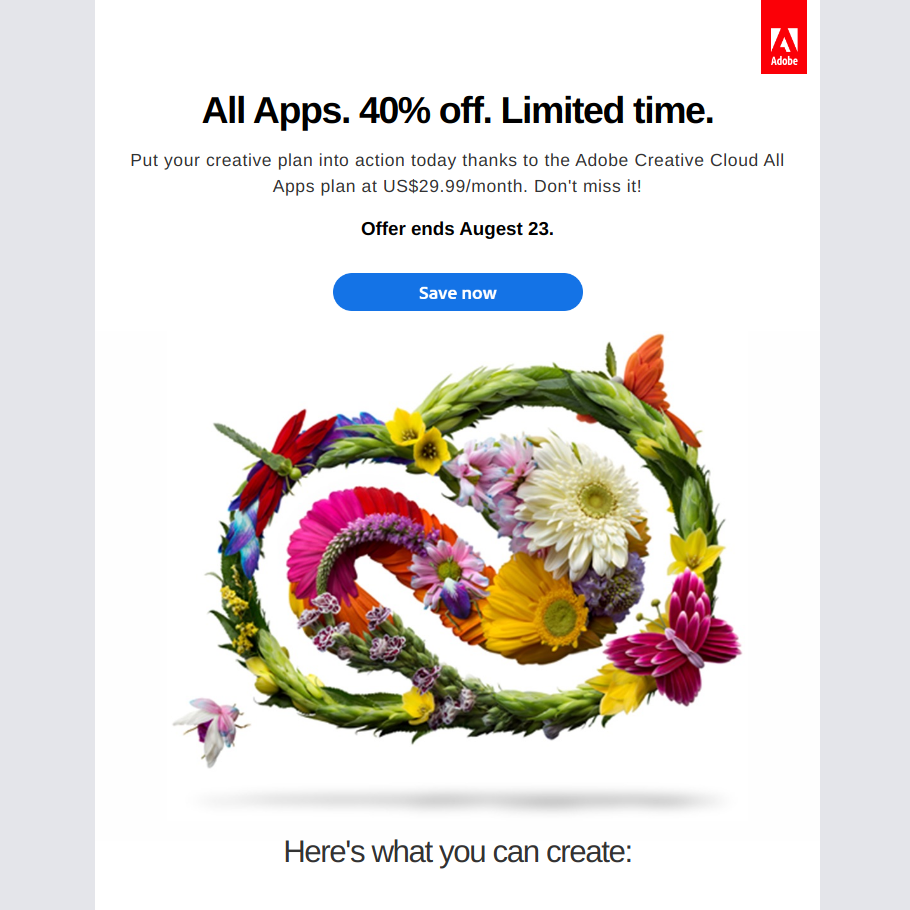 Adobe
All Apps. 40% off. Limited time.
Put your creative plan into action today thanks to the Adobe Creative Cloud All
Apps plan at US$29.99/month. Don't miss it!
Offer ends Augest 23.
Save now
Here's what you can create: